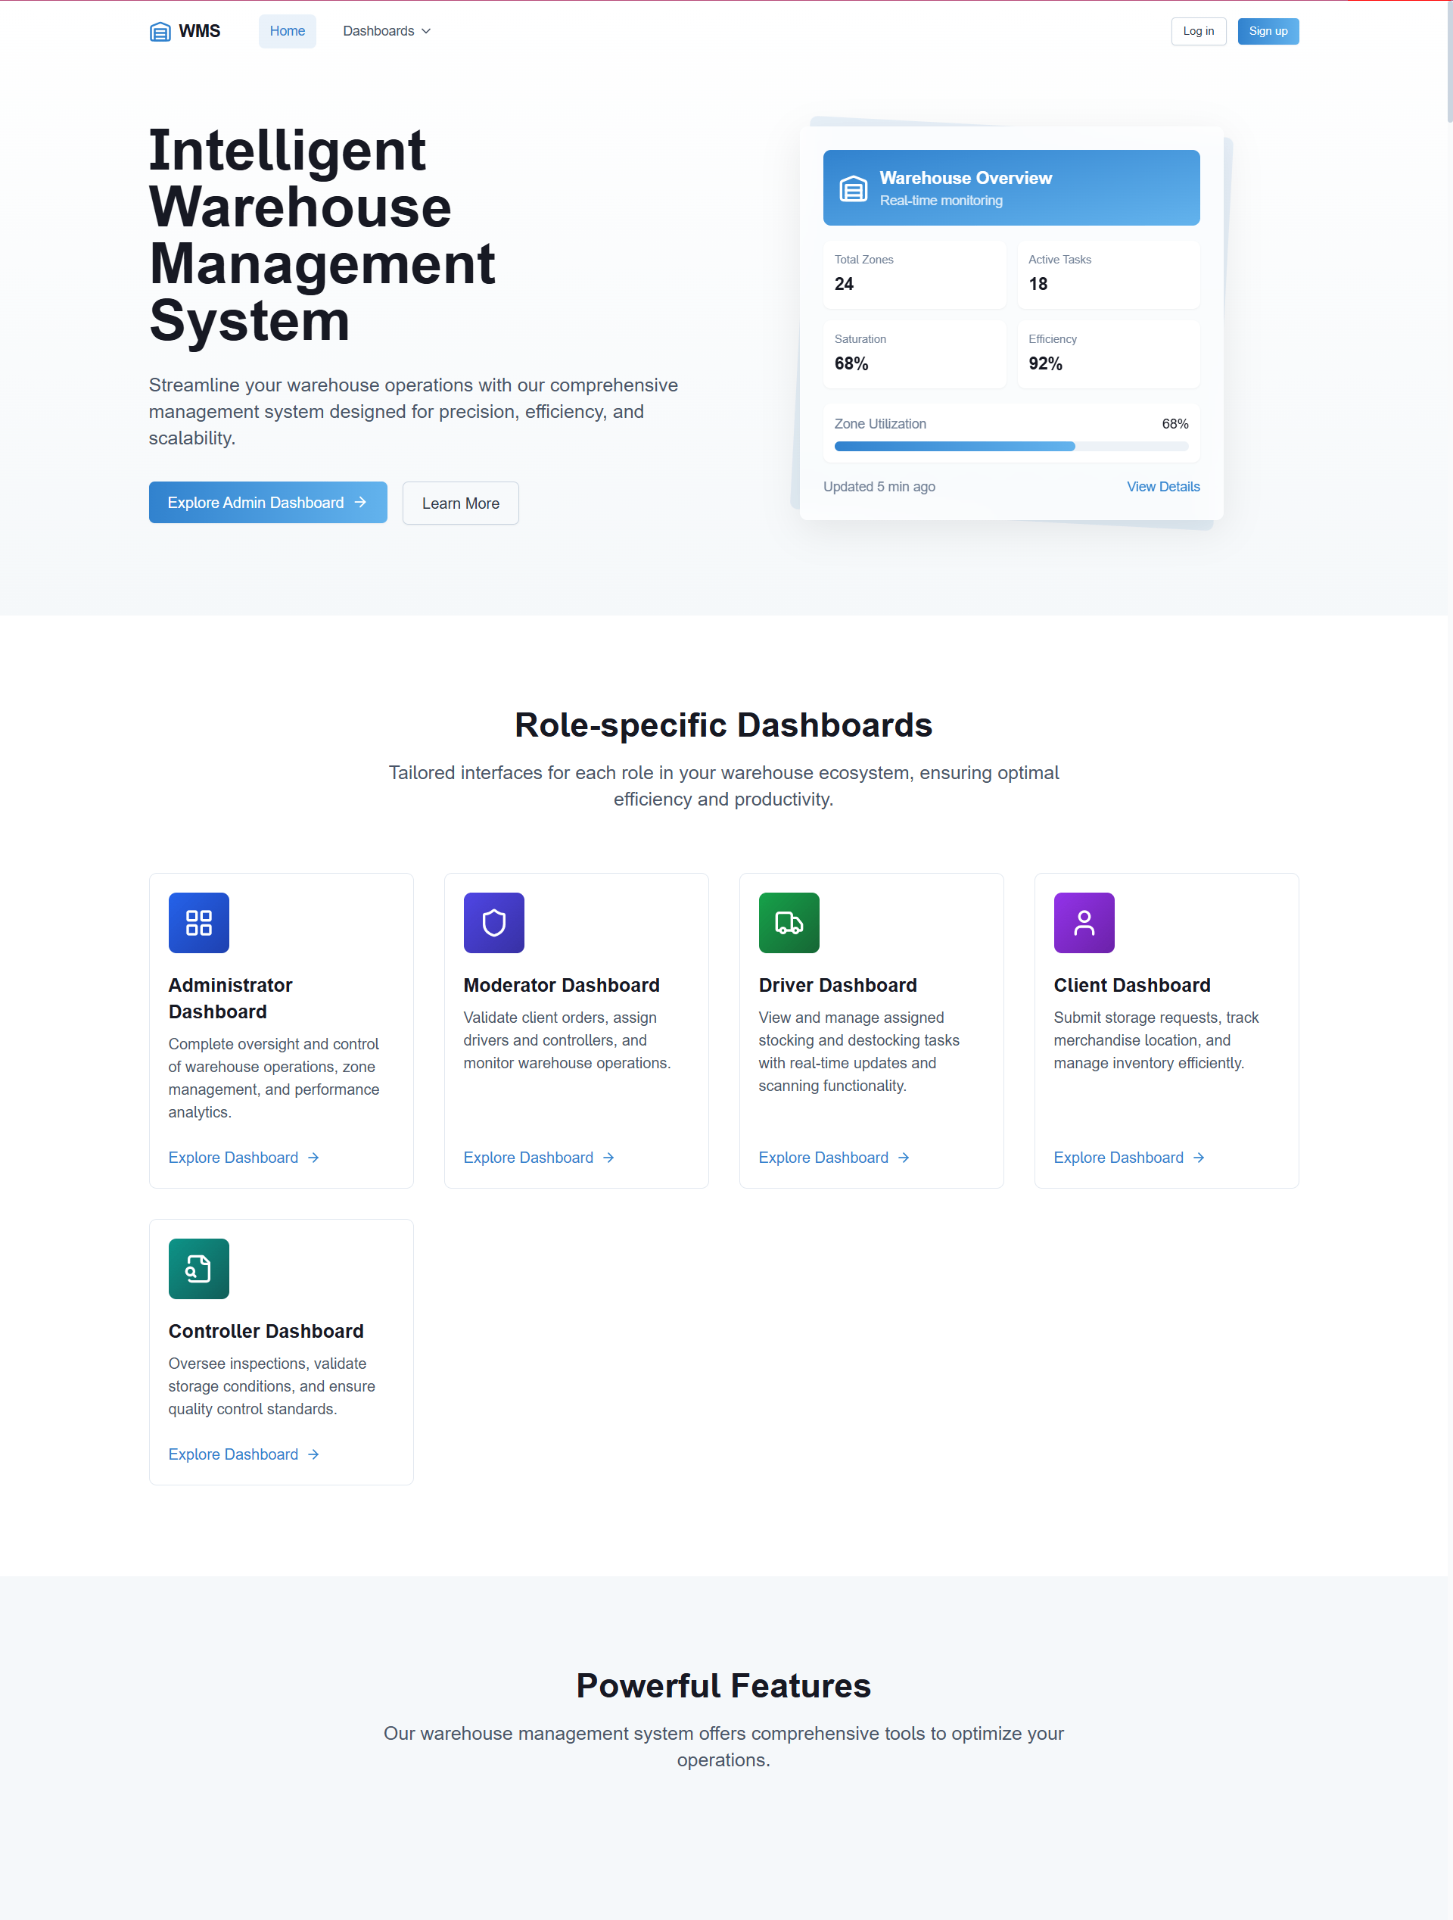 WMS
Home
Dashboards
Log in
Sign up
Intelligent
Warehouse
Management
System
Streamline your warehouse operations with our comprehensive
management system designed for precision, efficiency, and
scalability.
Explore Admin Dashboard
Learn More
Warehouse Overview
Real-time monitoring
Total Zones
24
Active Tasks
18
Saturation
68%
Efficiency
92%
Zone Utilization
68%
Updated 5 min ago
View Details
Role-specific Dashboards
Tailored interfaces for each role in your warehouse ecosystem, ensuring optimal
efficiency and productivity.
Administrator
Dashboard
Complete oversight and control
of warehouse operations, zone
management, and performance
analytics.
Explore Dashboard
Moderator Dashboard
Validate client orders, assign
drivers and controllers, and
monitor warehouse operations.
Explore Dashboard
Driver Dashboard
View and manage assigned
stocking and destocking tasks
with real-time updates and
scanning functionality.
Explore Dashboard
Client Dashboard
Submit storage requests, track
merchandise location, and
manage inventory efficiently.
Explore Dashboard
Controller Dashboard
Oversee inspections, validate
storage conditions, and ensure
quality control standards.
Explore Dashboard
Powerful Features
Our warehouse management system offers comprehensive tools to optimize your
operations.